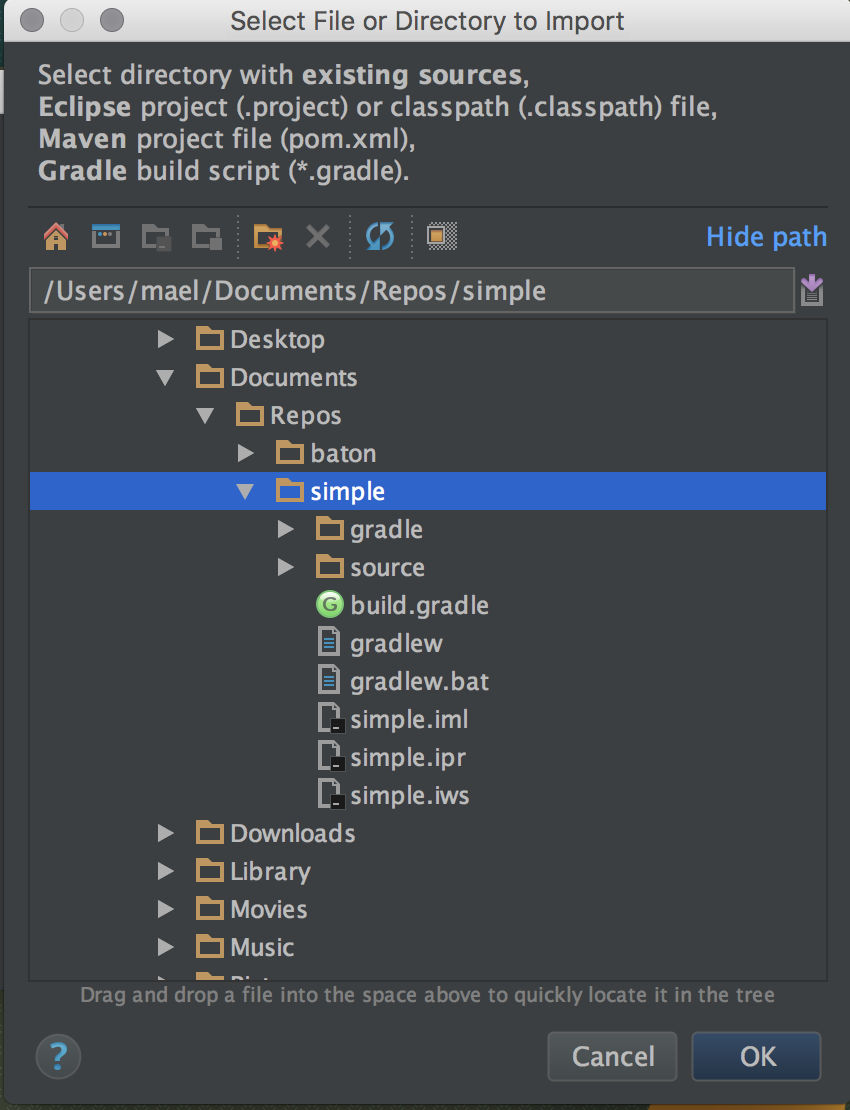 Select File or Directory to Import
Select directory with existing sources,
Eclipse project (.project) or classpath (.classpath) file,
Maven project file (pom.xml),
Gradle build script (*.gradle).
Hide path
/Users/mael/Documents/Repos/simple
Desktop
Documents
Repos
baton
simple
gradle
source
G build.gradle
gradlew
gradlew.bat
simple.iml
simple.ipr
simple.iws
Downloads
Library
Movies
Music
Drag and drop a file into the space above to quickly locate it in the tree
? Cancel OK